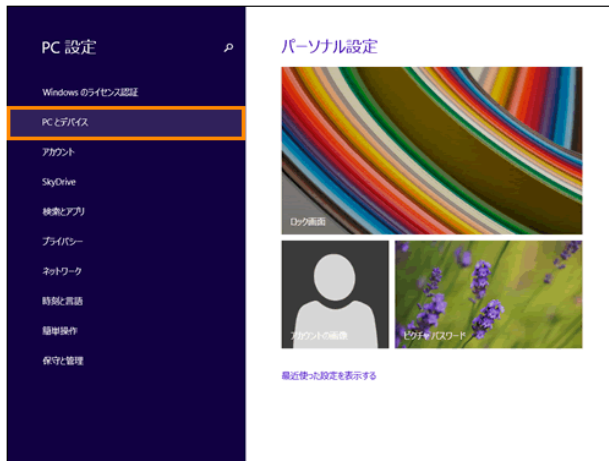 PC 設定
Windows のライセンス認証
PC とデバイス
アカウント
SkyDrive
検索とアプリ
プライバシー
ネットワーク
時刻と言語
簡単操作
保守と管理
パーソナル設定
ロック画面
アカウントの画像
ピクチャ パスワード
最近使った設定を表示する